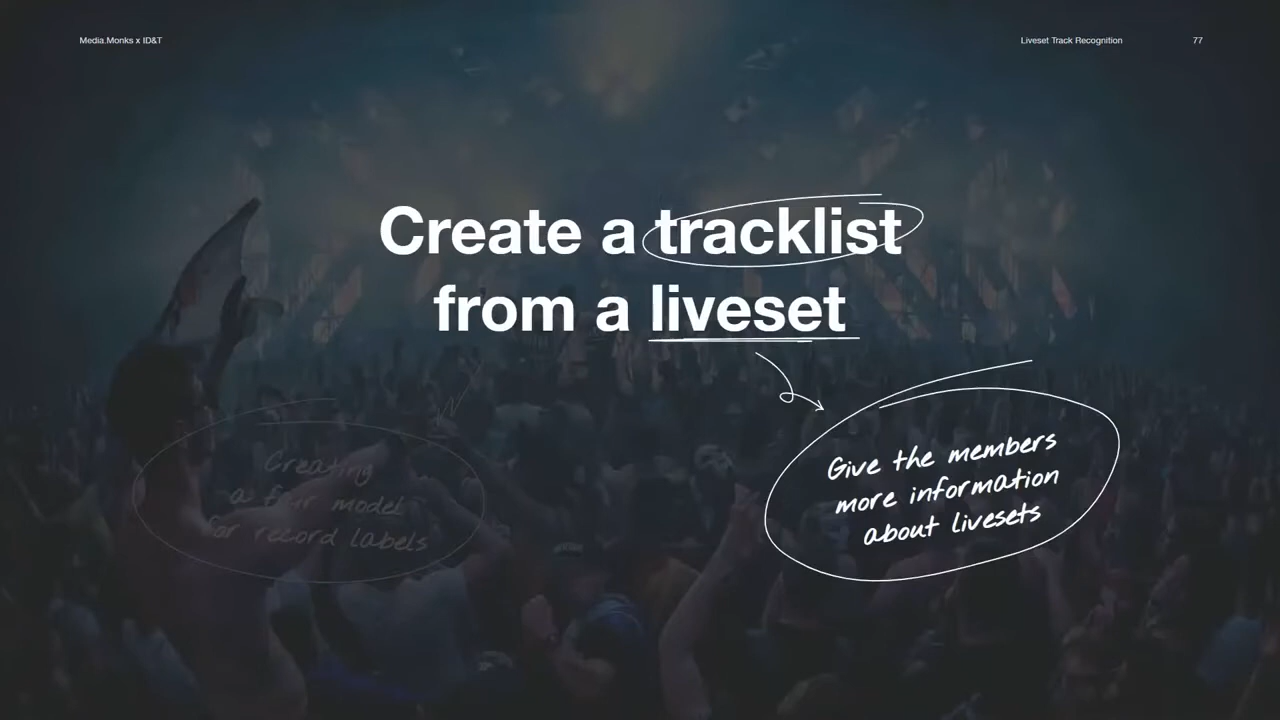 Media.Monks x ID&T
Liveset Track Recognition
77
Create a tracklist
from a liveset
Creating
a fair model
for record labels
Give the members
more information
about livesets